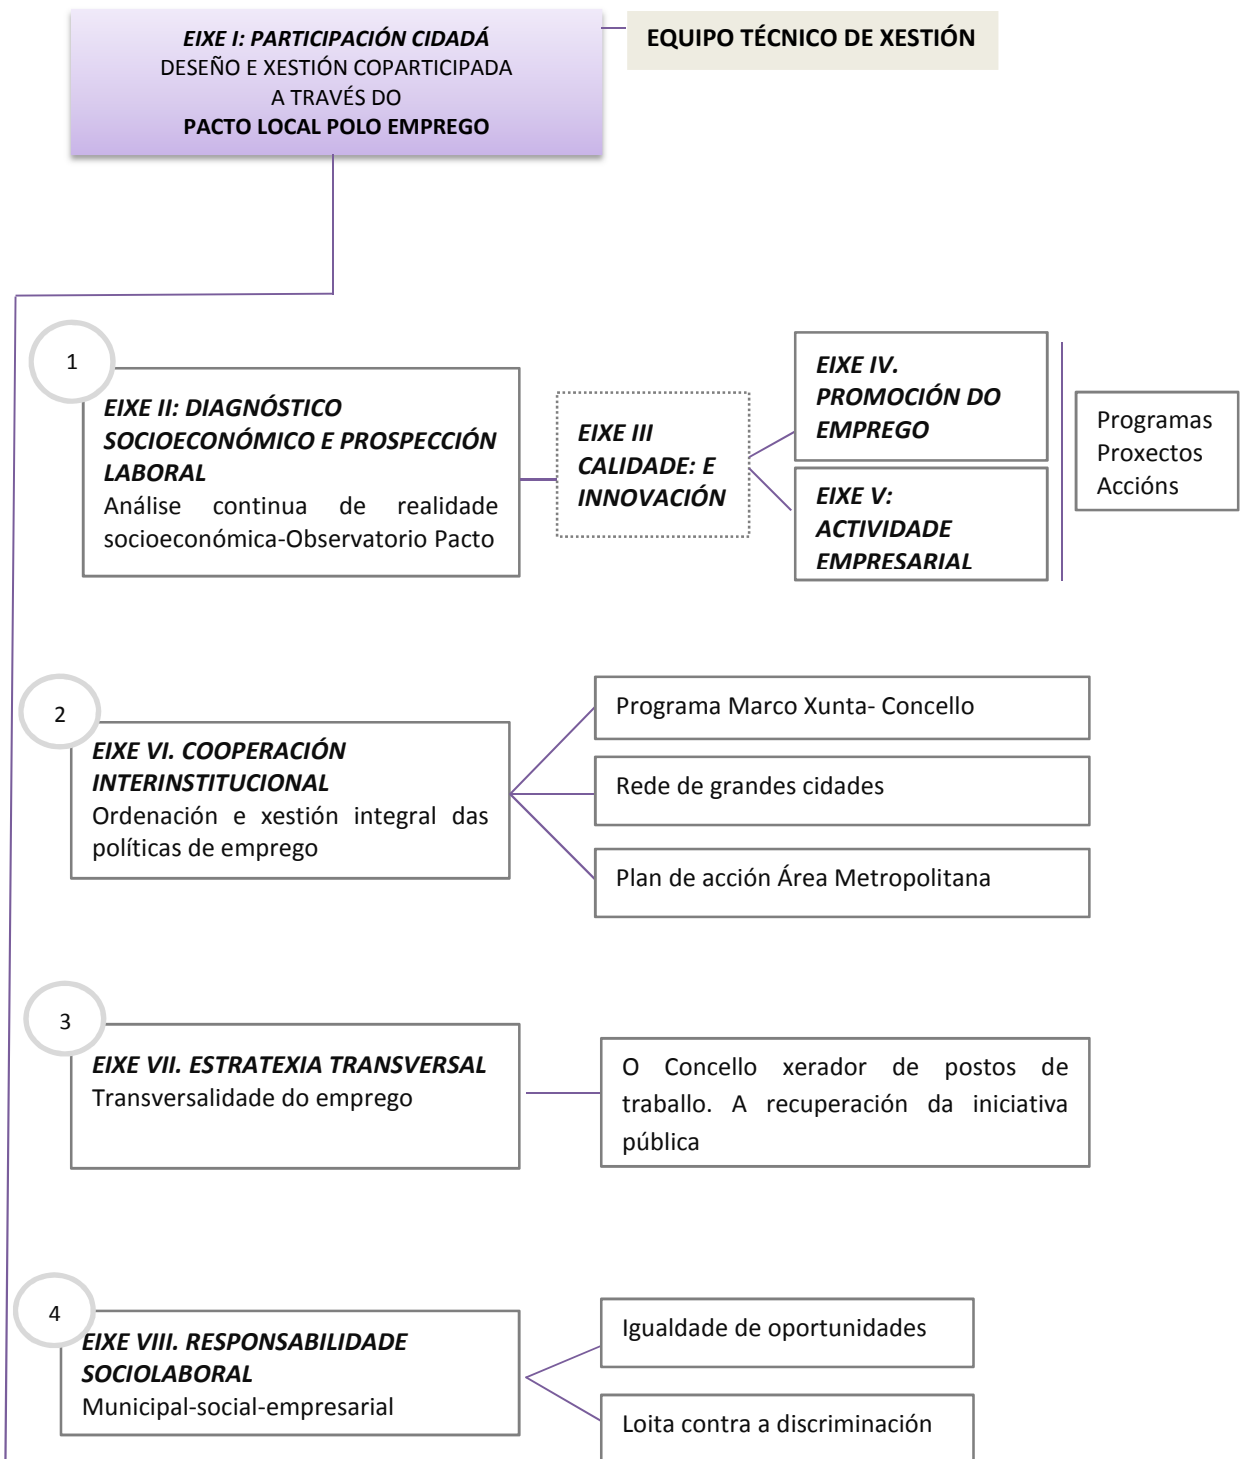 EIXE I: PARTICIPACIÓN CIDADÁ
DESEÑO E XESTIÓN COPARTICIPADA
A TRAVÉS DO
PACTO LOCAL POLO EMPREGO
EQUIPO TÉCNICO DE XESTIÓN
1
EIXE II: DIAGNÓSTICO
SOCIOECONÓMICO E PROSPECCIÓN
LABORAL
Análise continua de realidade
socioeconómica-Observatorio Pacto
EIXE III
CALIDADE: E
INNOVACIÓN
EIXE IV.
PROMOCIÓN DO
EMPREGO
EIXE V:
ACTIVIDADE
EMPRESARIAL
Programas
Proxectos
Accións
2
EIXE VI. COOPERACIÓN
INTERINSTITUCIONAL
Ordenación e xestión integral das
políticas de emprego
Programa Marco Xunta- Concello
Rede de grandes cidades
Plan de acción Área Metropolitana
3
EIXE VII. ESTRATEXIA TRANSVERSAL
Transversalidade do emprego
O Concello xerador de postos de
traballo. A recuperación da iniciativa
pública
4
EIXE VIII. RESPONSABILIDADE
SOCIOLABORAL
Municipal-social-empresarial
Igualdade de oportunidades
Loita contra a discriminación